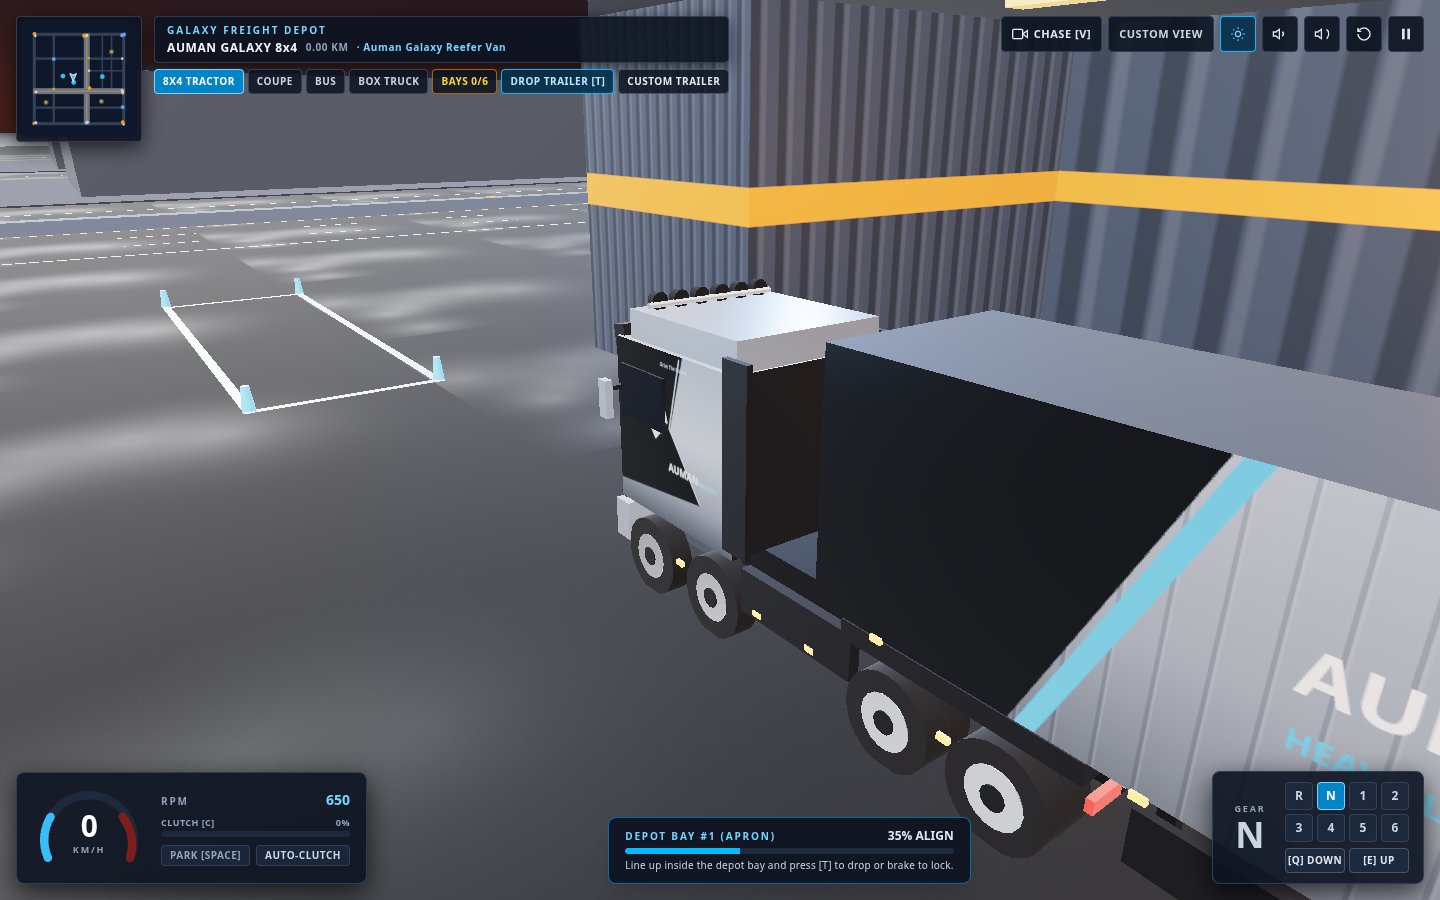 GALAXY FREIGHT DEPOT
AUMAN GALAXY 8x4 0.00 KM · Auman Galaxy Reefer Van
8X4 TRACTOR COUPE BUS BOX TRUCK BAYS 0/6 DROP TRAILER [T] CUSTOM TRAILER
CHASE [V] CUSTOM VIEW
AUMAN
AU
HEA
RPM 650
CLUTCH [C] 0%
0
KM/H
PARK [SPACE] AUTO-CLUTCH
DEPOT BAY #1 (APRON) 35% ALIGN
Line up inside the depot bay and press [T] to drop or brake to lock.
GEAR
N
R N 1 2
3 4 5 6
[Q] DOWN [E] UP